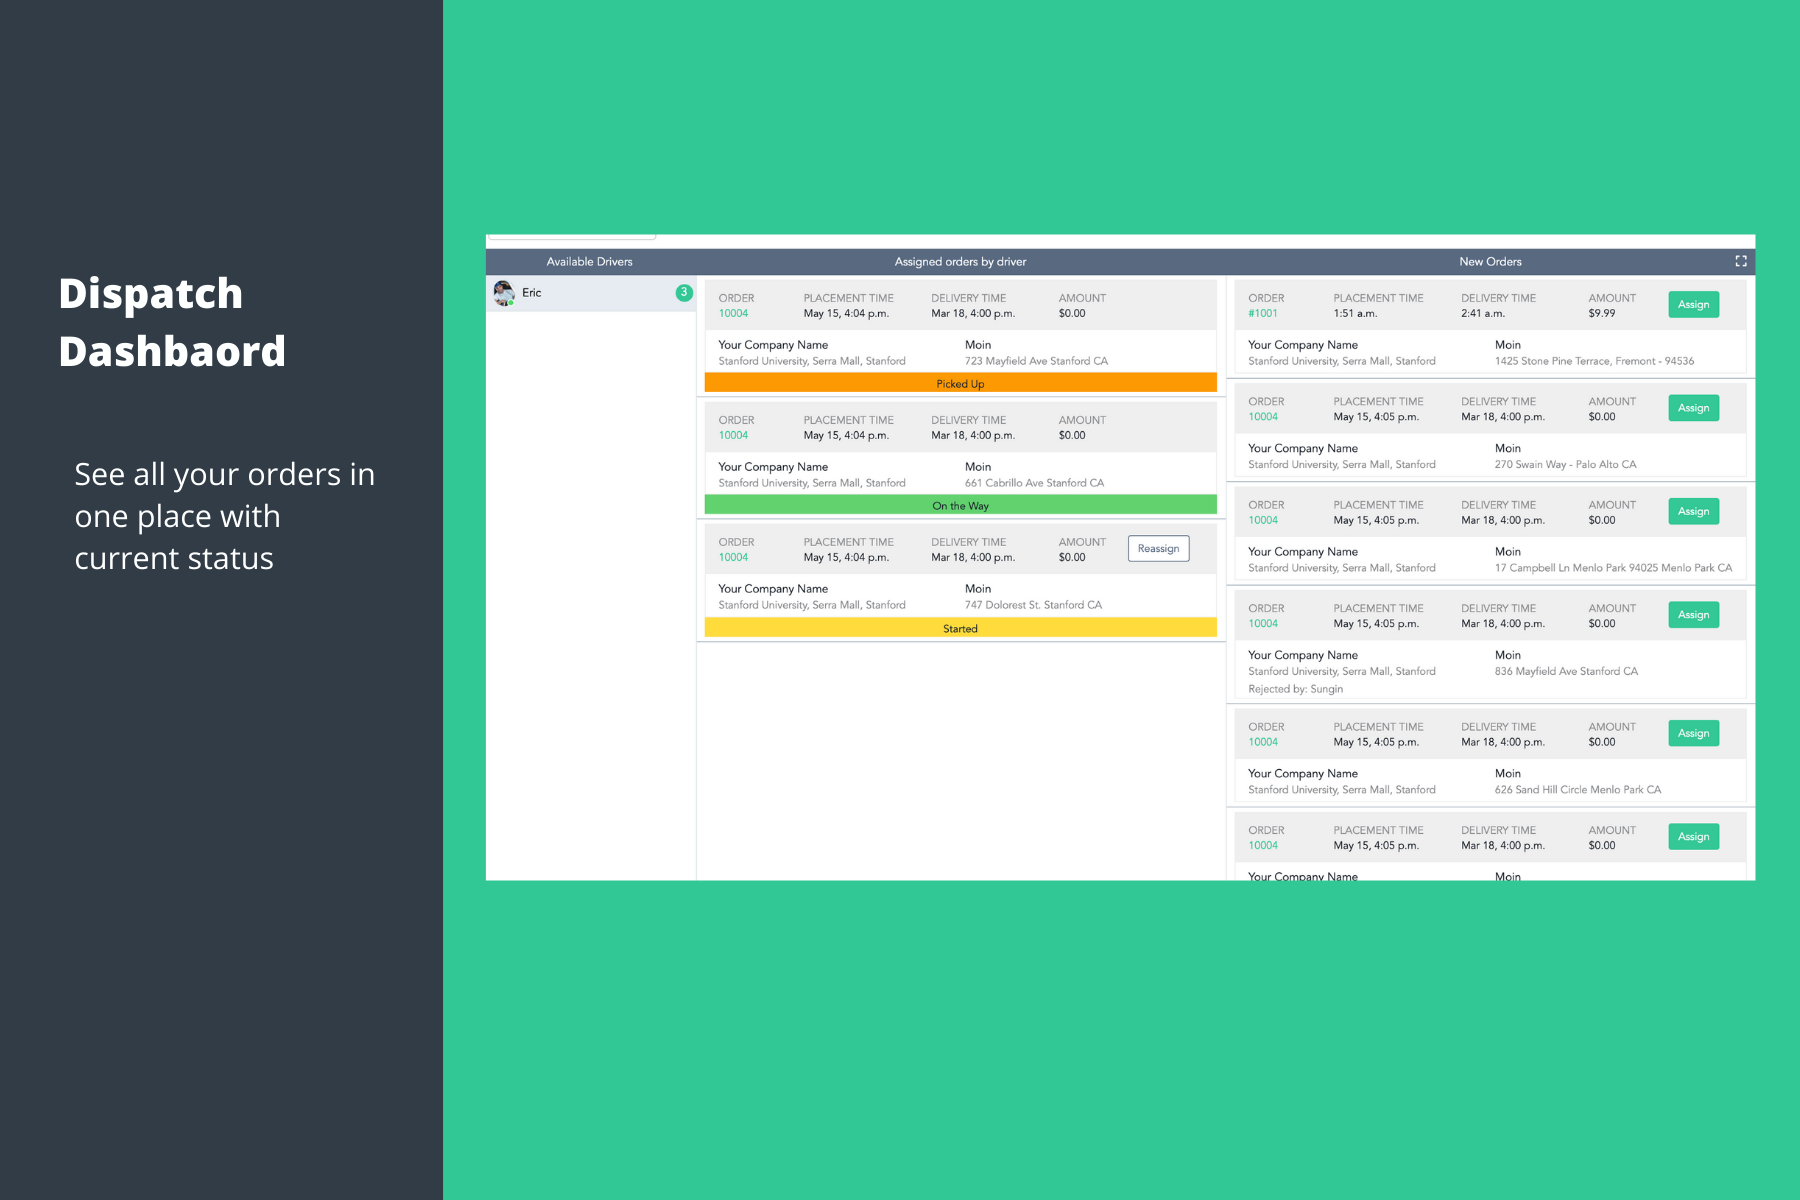 Dispatch
Dashbaord
See all your orders in
one place with
current status
Available Drivers
Eric
3
Assigned orders by driver
ORDER PLACEMENT TIME DELIVERY TIME AMOUNT
10004 May 15, 4:04 p.m. Mar 18, 4:00 p.m. $0.00
Your Company Name Moin
Stanford University, Serra Mall, Stanford 723 Mayfield Ave Stanford CA
Picked Up
ORDER PLACEMENT TIME DELIVERY TIME AMOUNT
10004 May 15, 4:04 p.m. Mar 18, 4:00 p.m. $0.00
Your Company Name Moin
Stanford University, Serra Mall, Stanford 661 Cabrillo Ave Stanford CA
On the Way
ORDER PLACEMENT TIME DELIVERY TIME AMOUNT
10004 May 15, 4:04 p.m. Mar 18, 4:00 p.m. $0.00
Reassign
Your Company Name Moin
Stanford University, Serra Mall, Stanford 747 Dolorest St. Stanford CA
Started
New Orders
ORDER PLACEMENT TIME DELIVERY TIME AMOUNT
#1001 1:51 a.m. 2:41 a.m. $9.99
Assign
Your Company Name Moin
Stanford University, Serra Mall, Stanford 1425 Stone Pine Terrace, Fremont - 94536
ORDER PLACEMENT TIME DELIVERY TIME AMOUNT
10004 May 15, 4:05 p.m. Mar 18, 4:00 p.m. $0.00
Assign
Your Company Name Moin
Stanford University, Serra Mall, Stanford 270 Swain Way - Palo Alto CA
ORDER PLACEMENT TIME DELIVERY TIME AMOUNT
10004 May 15, 4:05 p.m. Mar 18, 4:00 p.m. $0.00
Assign
Your Company Name Moin
Stanford University, Serra Mall, Stanford 17 Campbell Ln Menlo Park 94025 Menlo Park CA
ORDER PLACEMENT TIME DELIVERY TIME AMOUNT
10004 May 15, 4:05 p.m. Mar 18, 4:00 p.m. $0.00
Assign
Your Company Name Moin
Stanford University, Serra Mall, Stanford 836 Mayfield Ave Stanford CA
Rejected by: Sungin
ORDER PLACEMENT TIME DELIVERY TIME AMOUNT
10004 May 15, 4:05 p.m. Mar 18, 4:00 p.m. $0.00
Assign
Your Company Name Moin
Stanford University, Serra Mall, Stanford 626 Sand Hill Circle Menlo Park CA
ORDER PLACEMENT TIME DELIVERY TIME AMOUNT
10004 May 15, 4:05 p.m. Mar 18, 4:00 p.m. $0.00
Assign
Your Company Name Moin